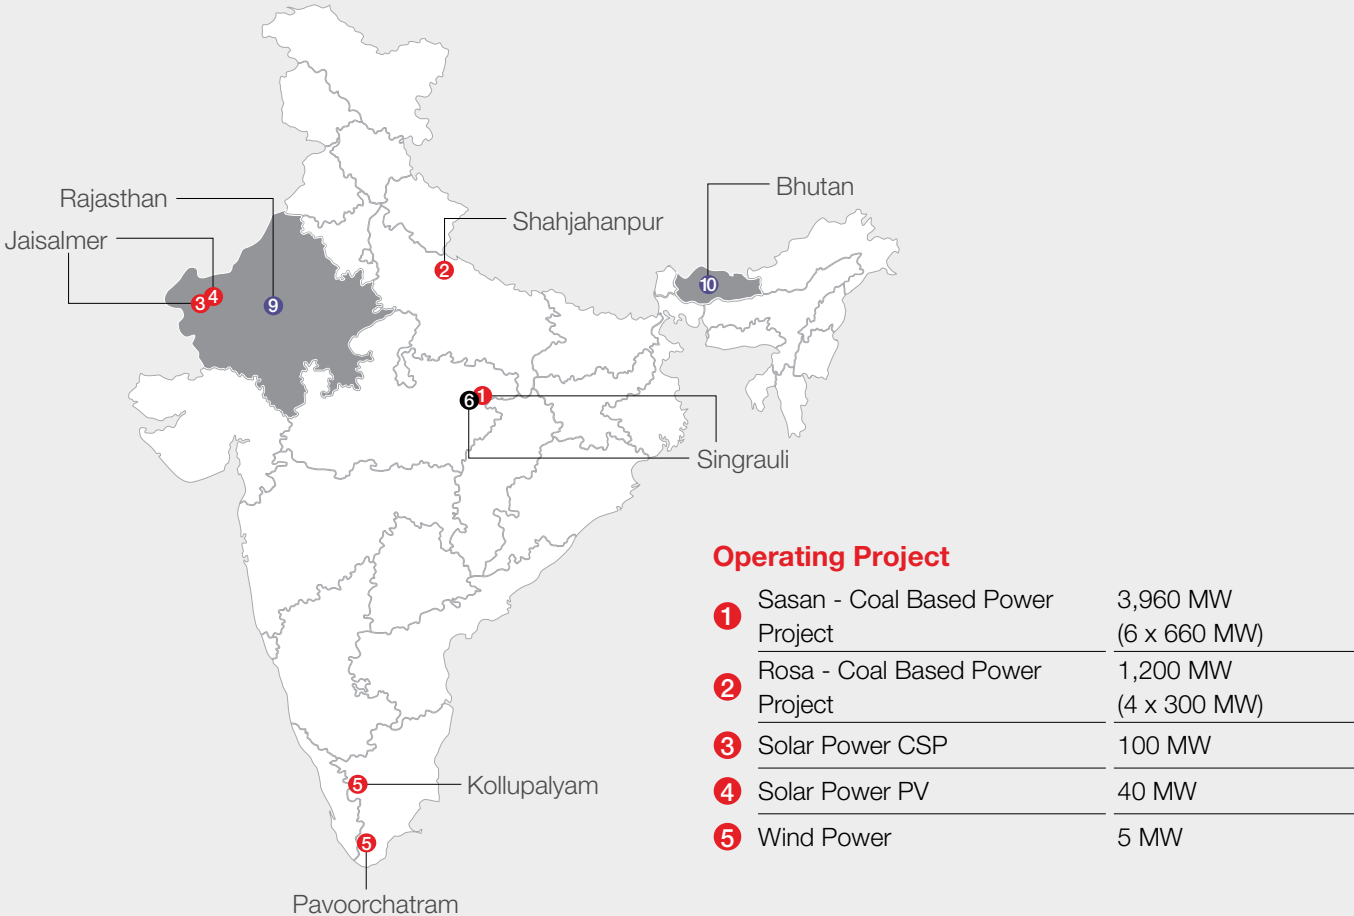 Rajasthan
Bhutan
Shahjahanpur
Jaisalmer
2
10
4
3
9
1
6
Singrauli
Operating Project
1 Sasan - Coal Based Power 3,960 MW
Project (6 x 660 MW)
2 Rosa - Coal Based Power 1,200 MW
Project (4 x 300 MW)
3 Solar Power CSP 100 MW
4 Solar Power PV 40 MW
5 Wind Power 5 MW
5
Kollupalyam
5
Pavoorchatram